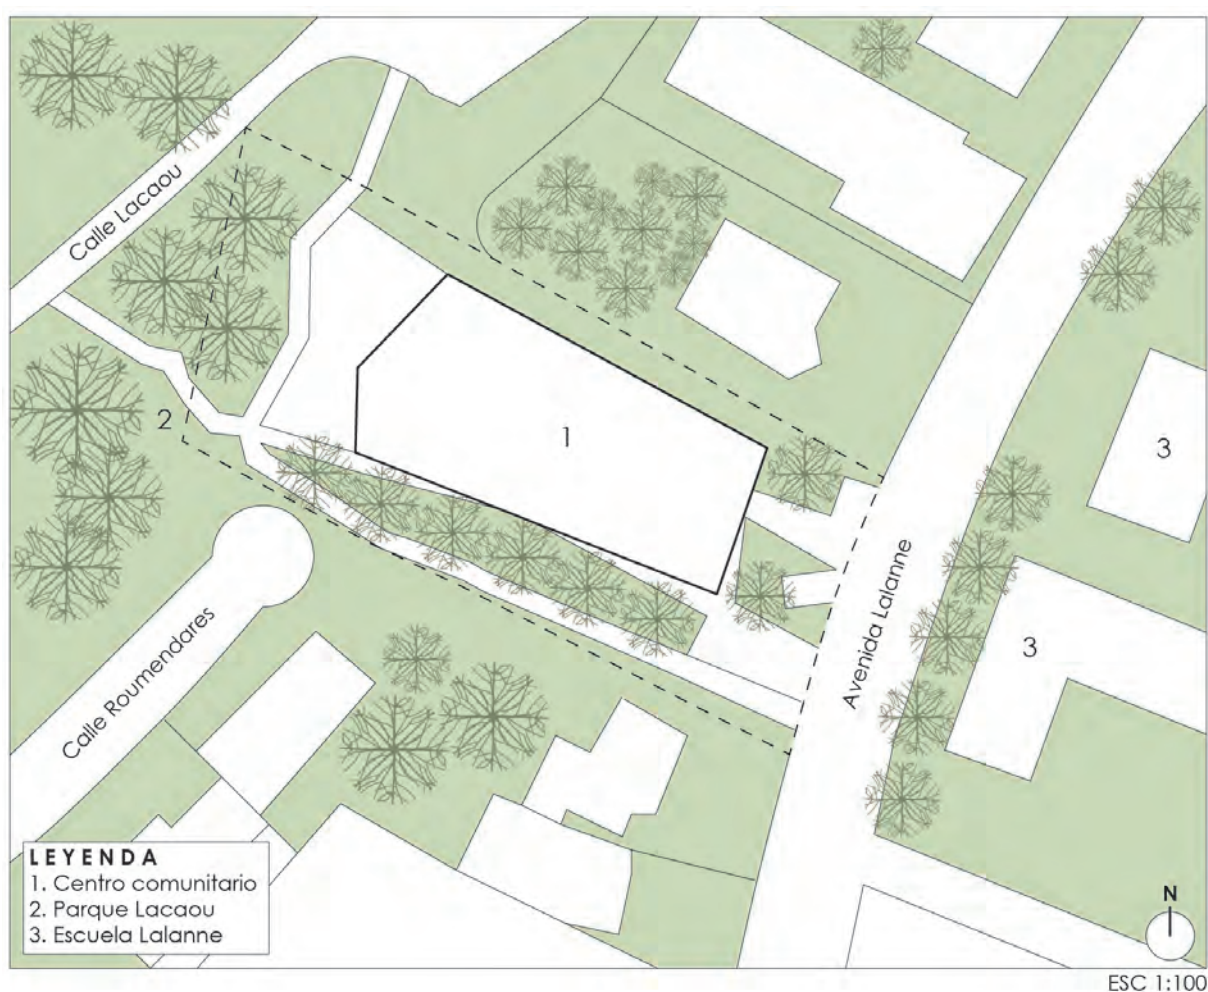 Calle Lacaou
2
1
3
3
Avenida Lalanne
Calle Roumendares
LEYENDA
1. Centro comunitario
2. Parque Lacaou
3. Escuela Lalanne
N
ESC 1:100